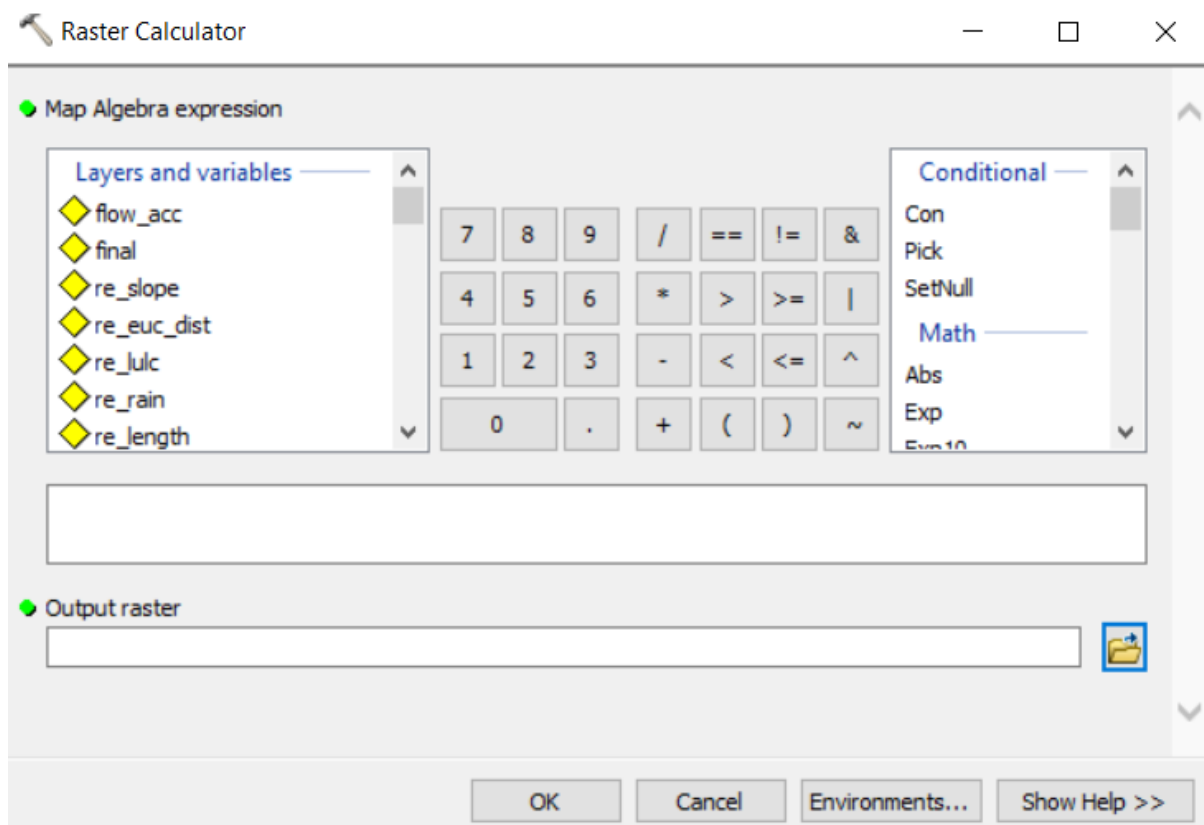 Raster Calculator
Map Algebra expression
Layers and variables
flow_acc
final
re_slope
re_euc_dist
re_lulc
re_rain
re_length
7 8 9 / == != &
4 5 6 * > >= |
1 2 3 - < <= ^
0 . + ( ) ~
Conditional
Con
Pick
SetNull
Math
Abs
Exp
Exp10
Output raster
OK Cancel Environments... Show Help >>